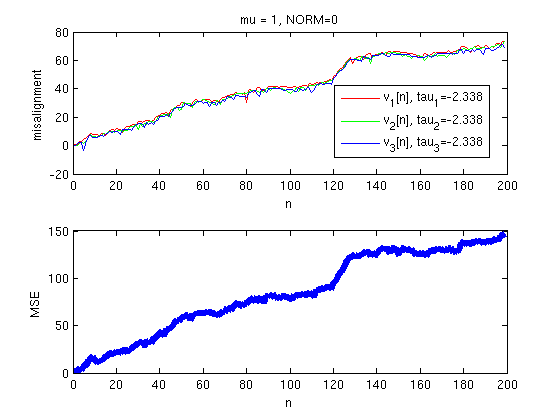 mu = 1, NORM=0
80
60
40
20
0
-20
misalignment
v1[n], tau1=-2.338
v2[n], tau2=-2.338
v3[n], tau3=-2.338
0 20 40 60 80 100 120 140 160 180 200
n
150
100
50
0
MSE
0 20 40 60 80 100 120 140 160 180 200
n